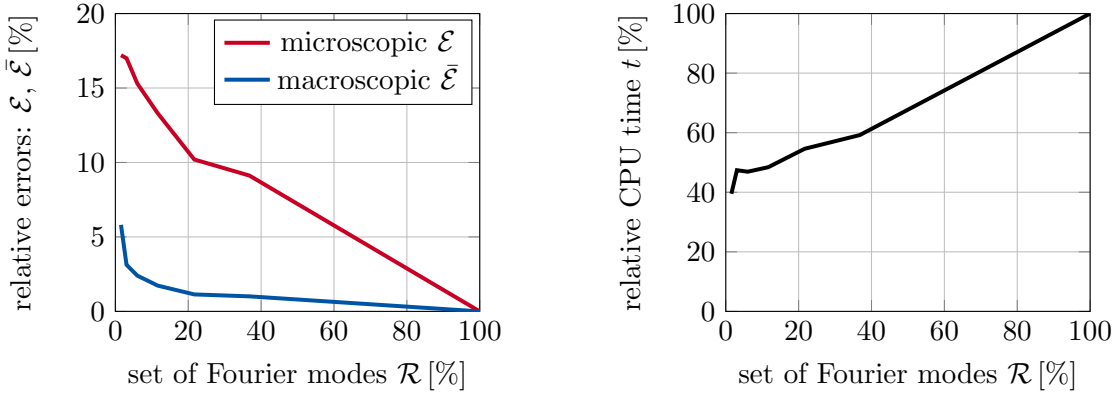 relative errors: ℰ, ℰ̄ [%]
20
15
10
5
0
microscopic ℰ
macroscopic ℰ̄
0 20 40 60 80 100
set of Fourier modes ℛ [%]
relative CPU time t [%]
100
80
60
40
20
0
0 20 40 60 80 100
set of Fourier modes ℛ [%]